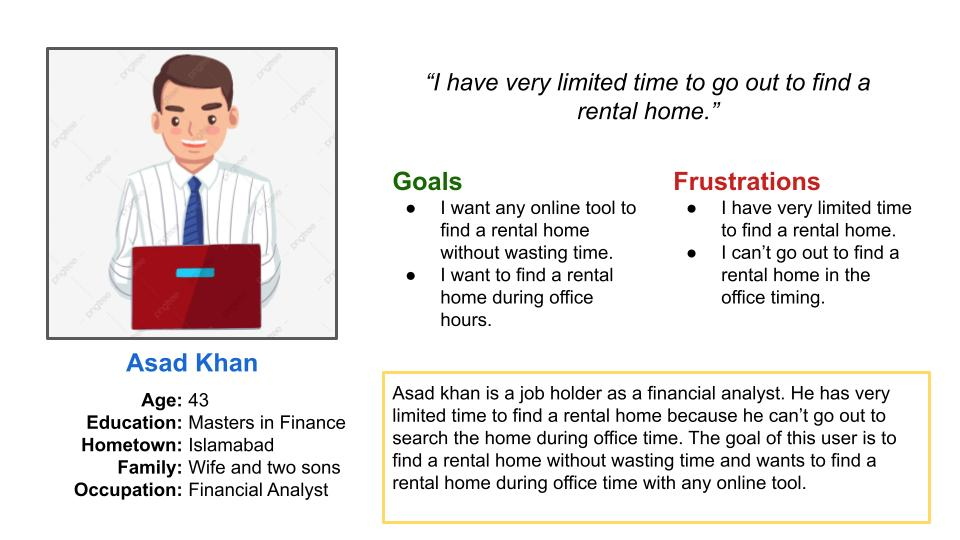 “I have very limited time to go out to find a
rental home.”
Goals
● I want any online tool to
find a rental home
without wasting time.
● I want to find a rental
home during office
hours.
Frustrations
● I have very limited time
to find a rental home.
● I can’t go out to find a
rental home in the
office timing.
Asad Khan
Age: 43
Education: Masters in Finance
Hometown: Islamabad
Family: Wife and two sons
Occupation: Financial Analyst
Asad khan is a job holder as a financial analyst. He has very
limited time to find a rental home because he can’t go out to
search the home during office time. The goal of this user is to
find a rental home without wasting time and wants to find a
rental home during office time with any online tool.
pngtree